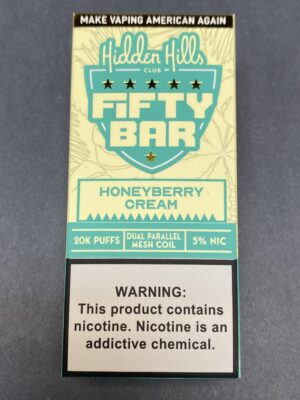 MAKE VAPING AMERICAN AGAIN
Hidden Hills
CLUB
FiFTY
BAR
HONEYBERRY
CREAM
20K PUFFS
DUAL PARALLEL
MESH COIL
5% NIC
WARNING:
This product contains
nicotine. Nicotine is an
addictive chemical.